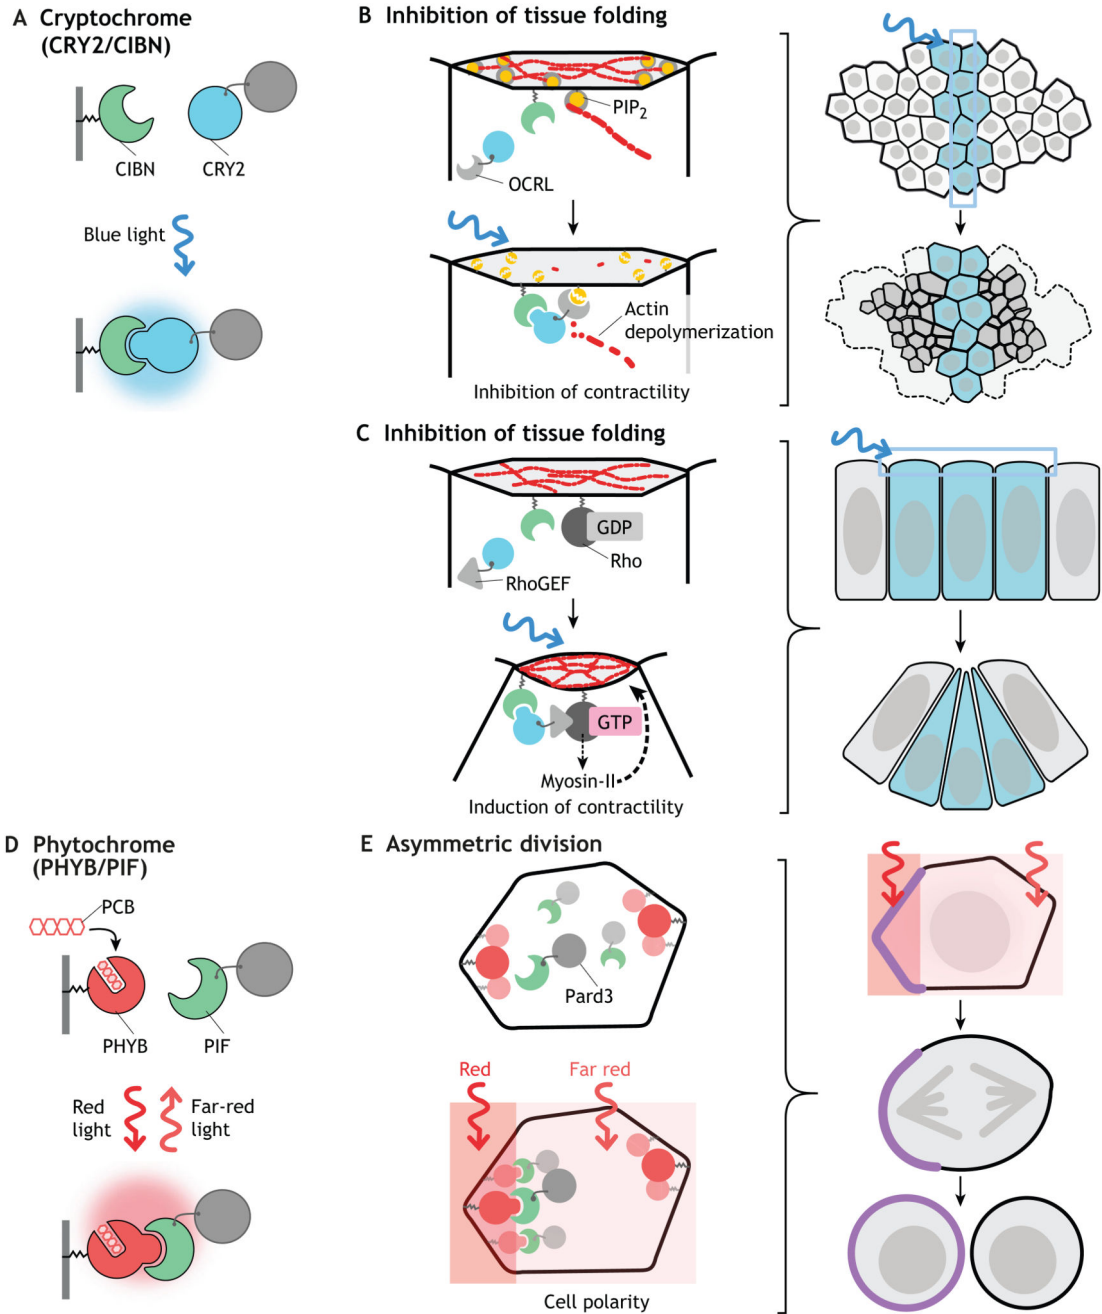 A Cryptochrome
(CRY2/CIBN)
CIBN
CRY2
Blue light
B Inhibition of tissue folding
PIP2
OCRL
Actin
depolymerization
Inhibition of contractility
C Inhibition of tissue folding
GDP
Rho
RhoGEF
GTP
Myosin-II
Induction of contractility
D Phytochrome
(PHYB/PIF)
PCB
PHYB
PIF
Red
light
Far-red
light
E Asymmetric division
Pard3
Red
Far red
Cell polarity